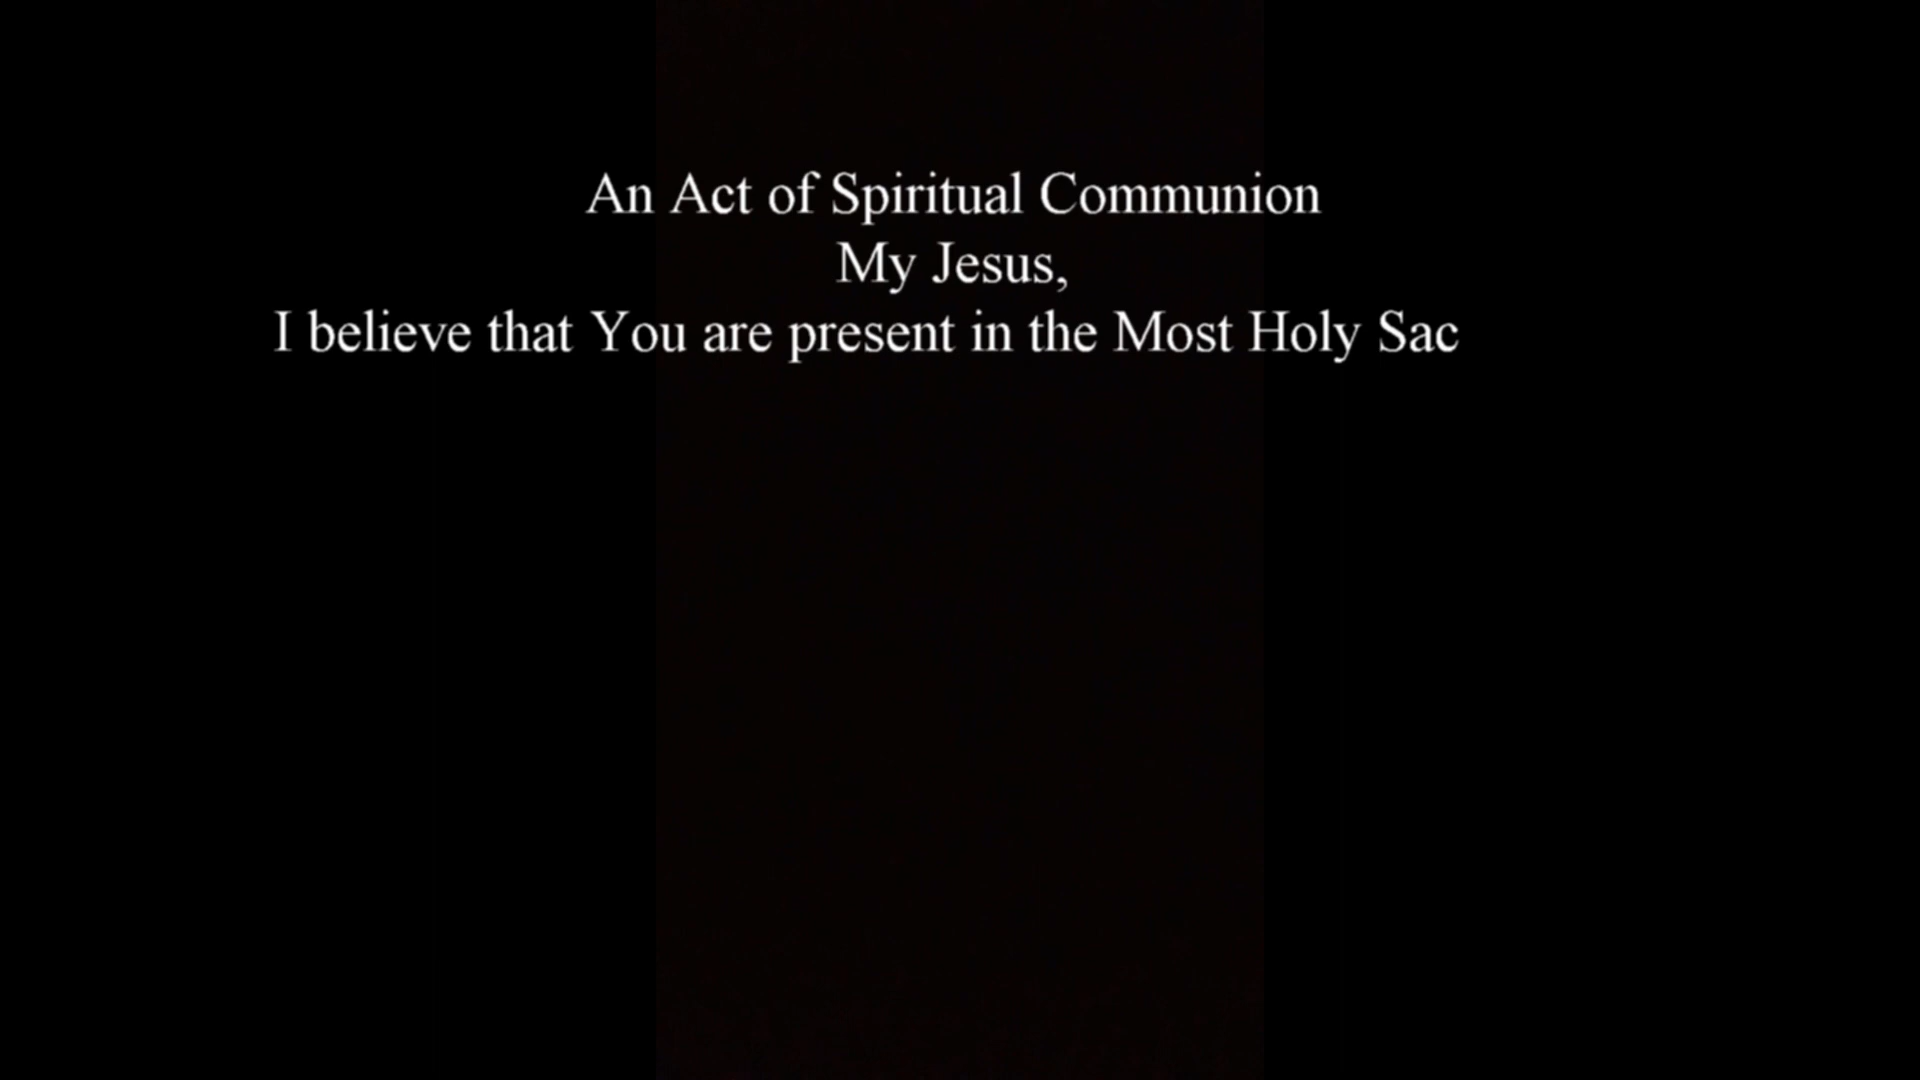 An Act of Spiritual Communion
My Jesus,
I believe that You are present in the Most Holy Sac